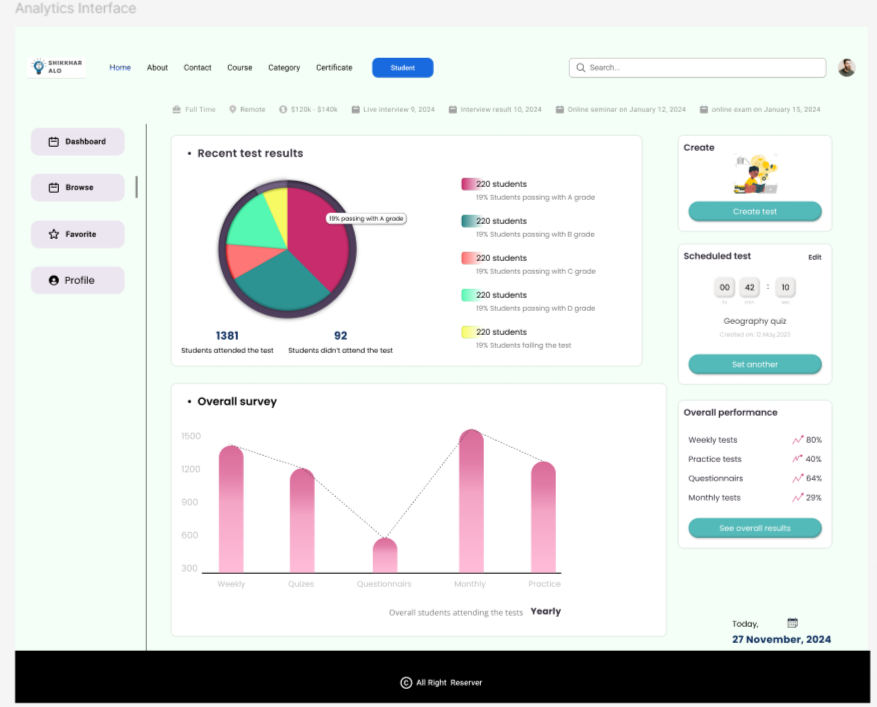 Analytics Interface
SHIKKHAR
ALO
Home
About
Contact
Course
Category
Certificate
Student
Search...
Full Time
Remote
$120k - $140k
Live interview 9, 2024
Interview result 10, 2024
Online seminar on January 12, 2024
online exam on January 15, 2024
Dashboard
Browse
Favorite
Profile
• Recent test results
19% passing with A grade
1381
Students attended the test
92
Students didn't attend the test
220 students
19% Students passing with A grade
220 students
19% Students passing with B grade
220 students
19% Students passing with C grade
220 students
19% Students passing with D grade
220 students
19% Students failing the test
Create
Create test
Scheduled test
Edit
00 42 : 10
Geography quiz
Created on: 12 May,2023
Set another
• Overall survey
1500
1200
900
600
300
Weekly
Quizes
Questionnairs
Monthly
Practice
Overall students attending the tests Yearly
Overall performance
Weekly tests 80%
Practice tests 40%
Questionnairs 64%
Monthly tests 29%
See overall results
Today,
27 November, 2024
© All Right Reserver